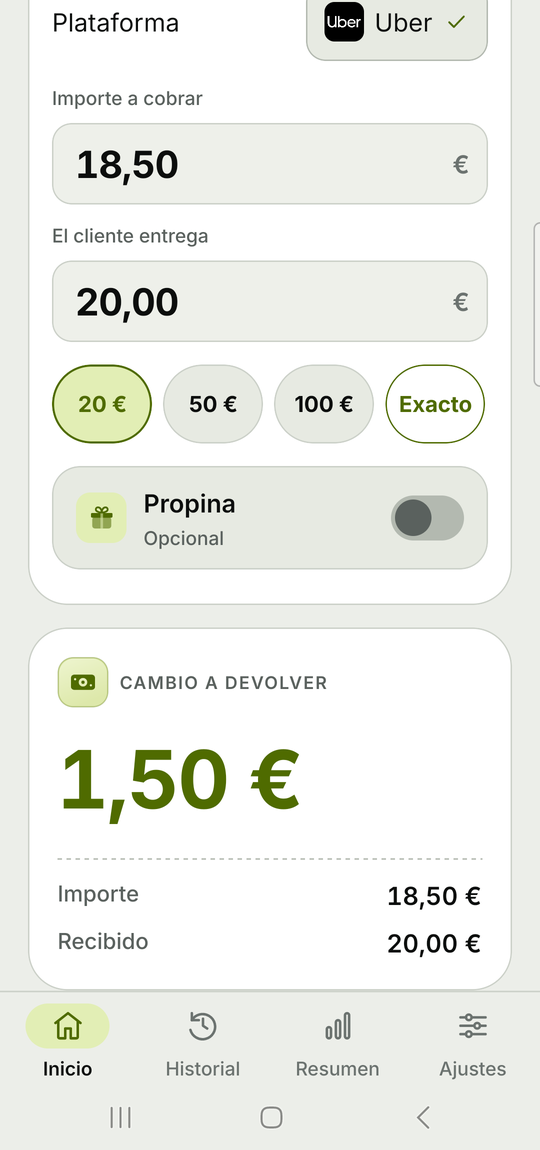 Plataforma
Uber Uber
Importe a cobrar
18,50 €
El cliente entrega
20,00 €
20 € 50 € 100 € Exacto
Propina
Opcional
CAMBIO A DEVOLVER
1,50 €
Importe 18,50 €
Recibido 20,00 €
Inicio Historial Resumen Ajustes